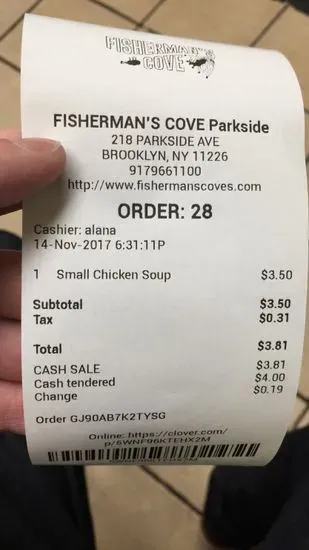 FISHERMAN'S
COVE
FISHERMAN'S COVE Parkside
218 PARKSIDE AVE
BROOKLYN, NY 11226
9179661100
http://www.fishermanscoves.com
ORDER: 28
Cashier: alana
14-Nov-2017 6:31:11P
1 Small Chicken Soup $3.50
Subtotal $3.50
Tax $0.31
Total $3.81
CASH SALE $3.81
Cash tendered $4.00
Change $0.19
Order GJ90AB7K2TYSG
Online: https://clover.com/
p/5WNF96KTEHX2M